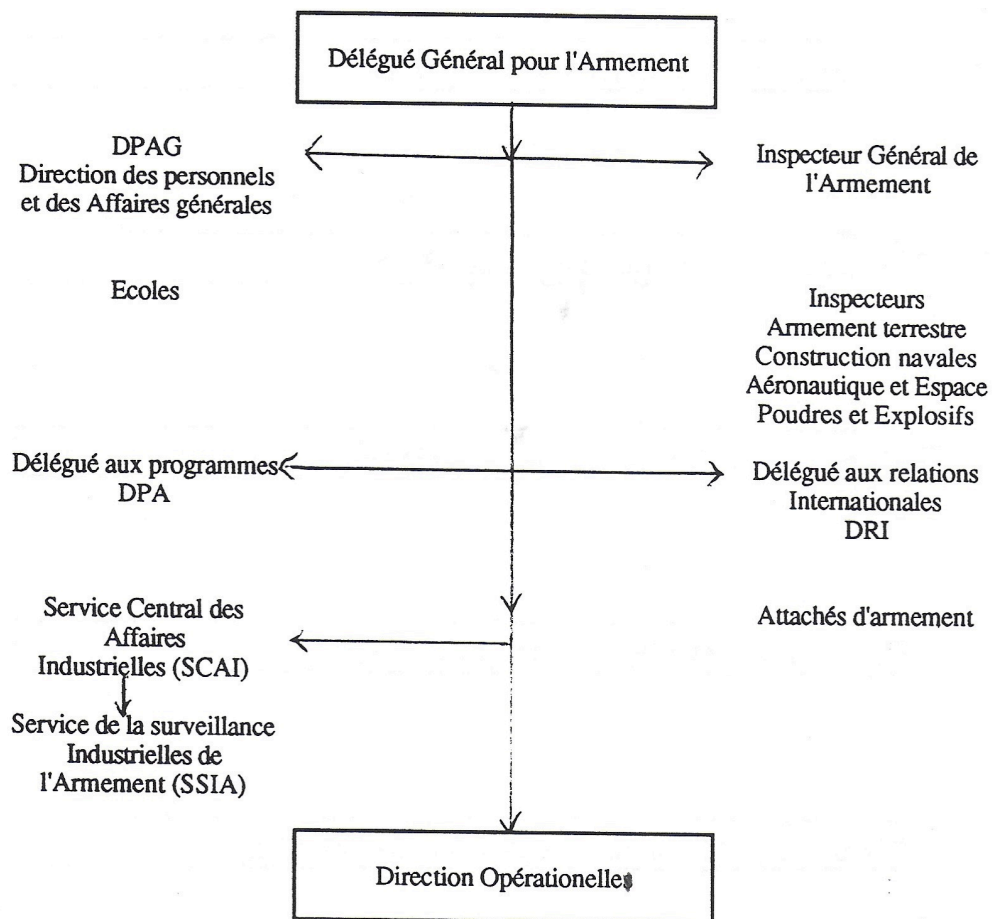 Délégué Général pour l'Armement
DPAG
Direction des personnels
et des Affaires générales
Inspecteur Général de
l'Armement
Ecoles
Inspecteurs
Armement terrestre
Construction navales
Aéronautique et Espace
Poudres et Explosifs
Délégué aux programmes
DPA
Délégué aux relations
Internationales
DRI
Service Central des
Affaires
Industrielles (SCAI)
Attachés d'armement
Service de la surveillance
Industrielles de
l'Armement (SSIA)
Direction Opérationelles